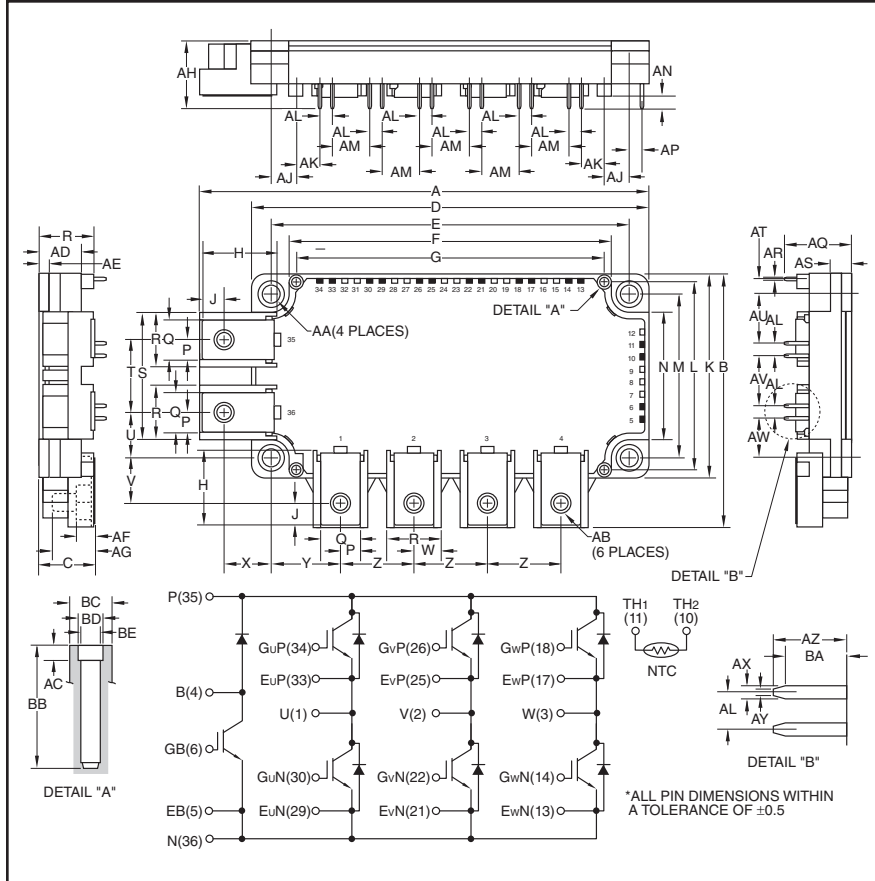 AH
AN
AL AL AL
AL AL AL
AM AM AM
AP
AK AM AM AK
AJ AJ
A
D
E
F
G
R
AD
AE
H
J
AT
AQ
AR
AS
34 33 32 31 30 29 28 27 26 25 24 23 22 21 20 19 18 17 16 15 14 13
DETAIL "A"
AA(4 PLACES)
35
36
R Q P
T S
R Q P
U
V
H
J
12
11
10
9
8
7
6
5
N M L K B
AU AL
AV AL
AW
1 2 3 4
Q
P
R
W
AB
(6 PLACES)
X Y Z Z Z
AF
AG
C
DETAIL "B"
BC
BD
BE
AC
BB
DETAIL "A"
P(35)
GUP(34) GVP(26) GWP(18)
EUP(33) EVP(25) EWP(17)
B(4)
U(1) V(2) W(3)
GB(6)
GUN(30) GVN(22) GWN(14)
EB(5) EUN(29) EVN(21) EWN(13)
N(36)
TH1 TH2
(11) (10)
NTC
AZ
BA
AX
AL
AY
DETAIL "B"
*ALL PIN DIMENSIONS WITHIN
A TOLERANCE OF ±0.5